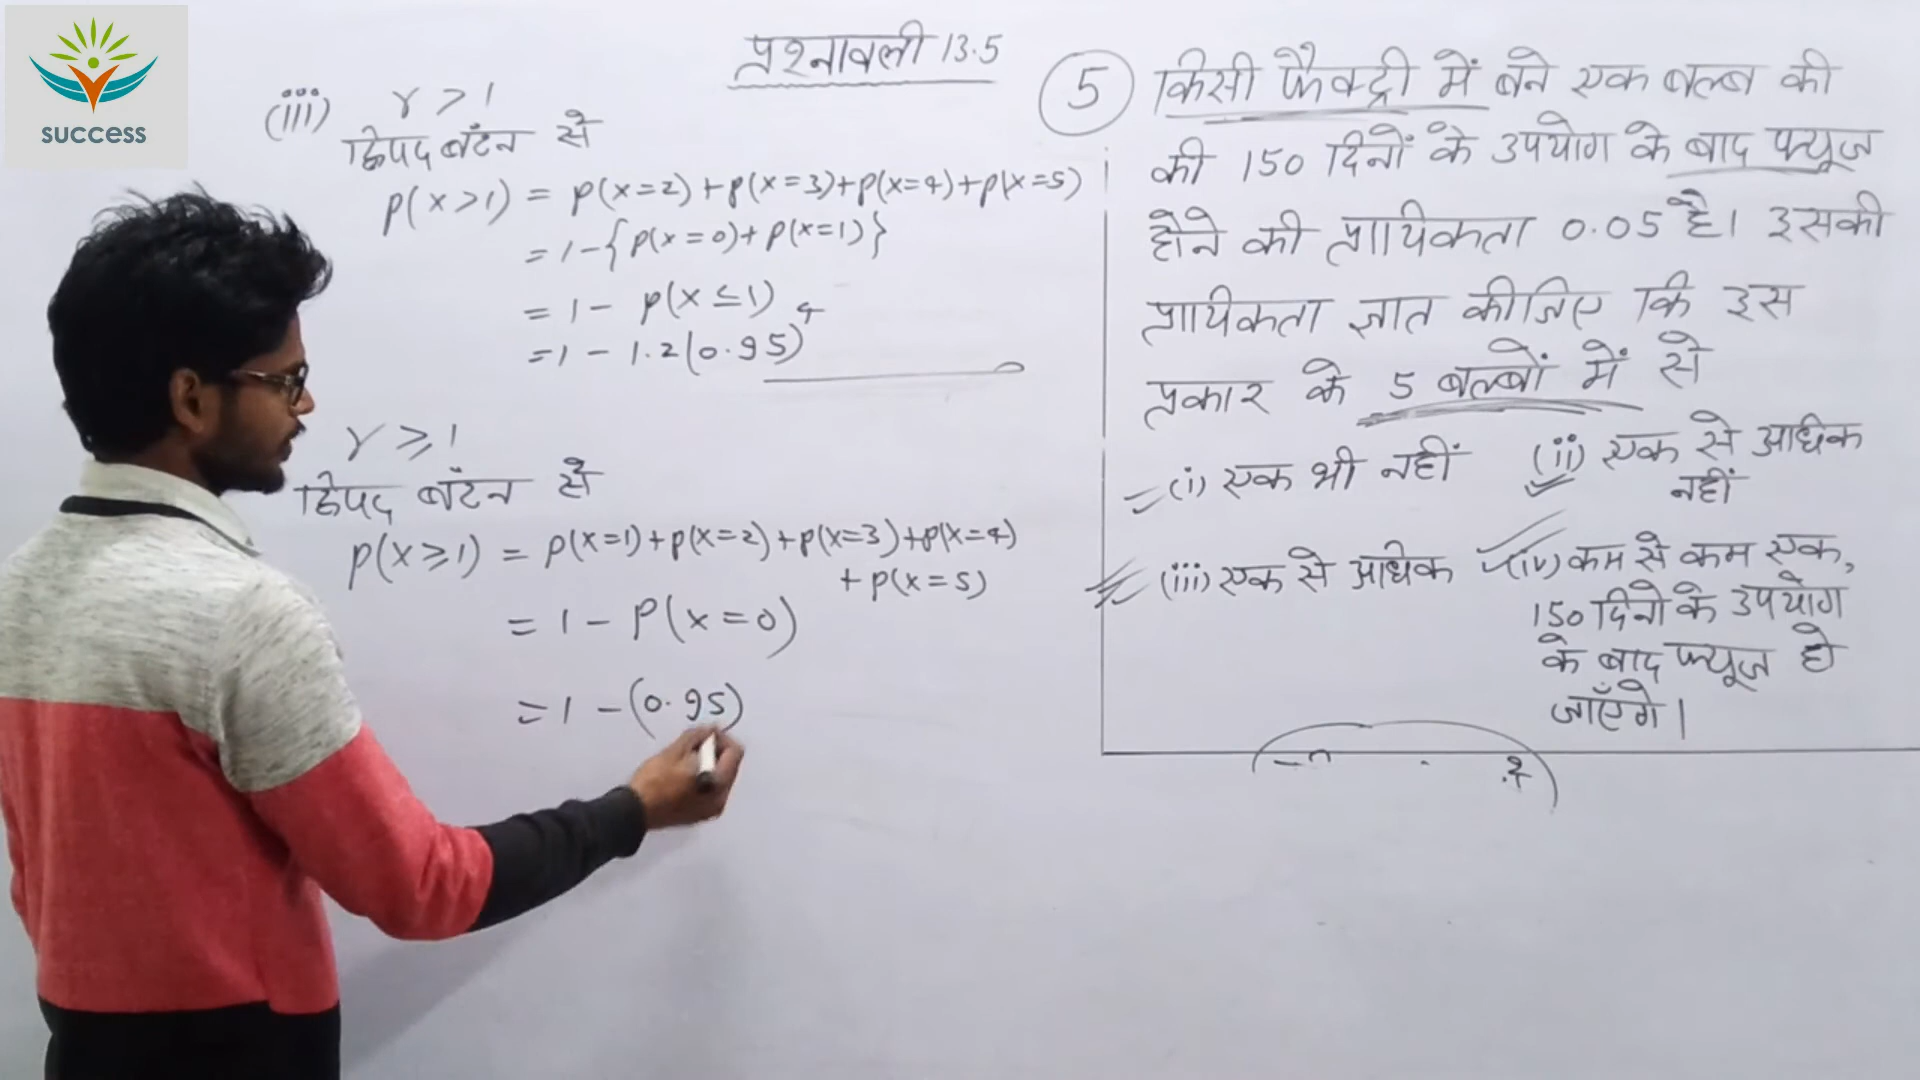 success
प्रश्नावली 13.5
(iii) r > 1
द्विपद बंटन से
P(X>1) = P(X=2)+P(X=3)+P(X=4)+P(X=5)
= 1-{P(X=0)+P(X=1)}
= 1 - P(X≤1)
= 1 - 1.2(0.95)⁴
r ≥ 1
द्विपद बंटन से
P(X≥1) = P(X=1)+P(X=2)+P(X=3)+P(X=4)
+P(X=5)
= 1 - P(X=0)
= 1 - (0.95)
5 किसी फैक्ट्री में बने एक बल्ब की
की 150 दिनों के उपयोग के बाद फ्यूज
होने की प्रायिकता 0.05 है। इसकी
प्रायिकता ज्ञात कीजिए कि इस
प्रकार के 5 बल्बों में से
(i) एक भी नहीं (ii) एक से अधिक
नहीं
(iii) एक से अधिक (iv) कम से कम एक,
150 दिनों के उपयोग
के बाद फ्यूज हो
जाएँगे।